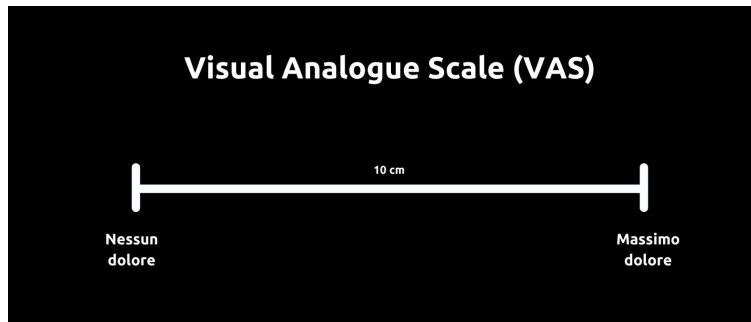 Visual Analogue Scale (VAS)
10 cm
Nessun
dolore
Massimo
dolore